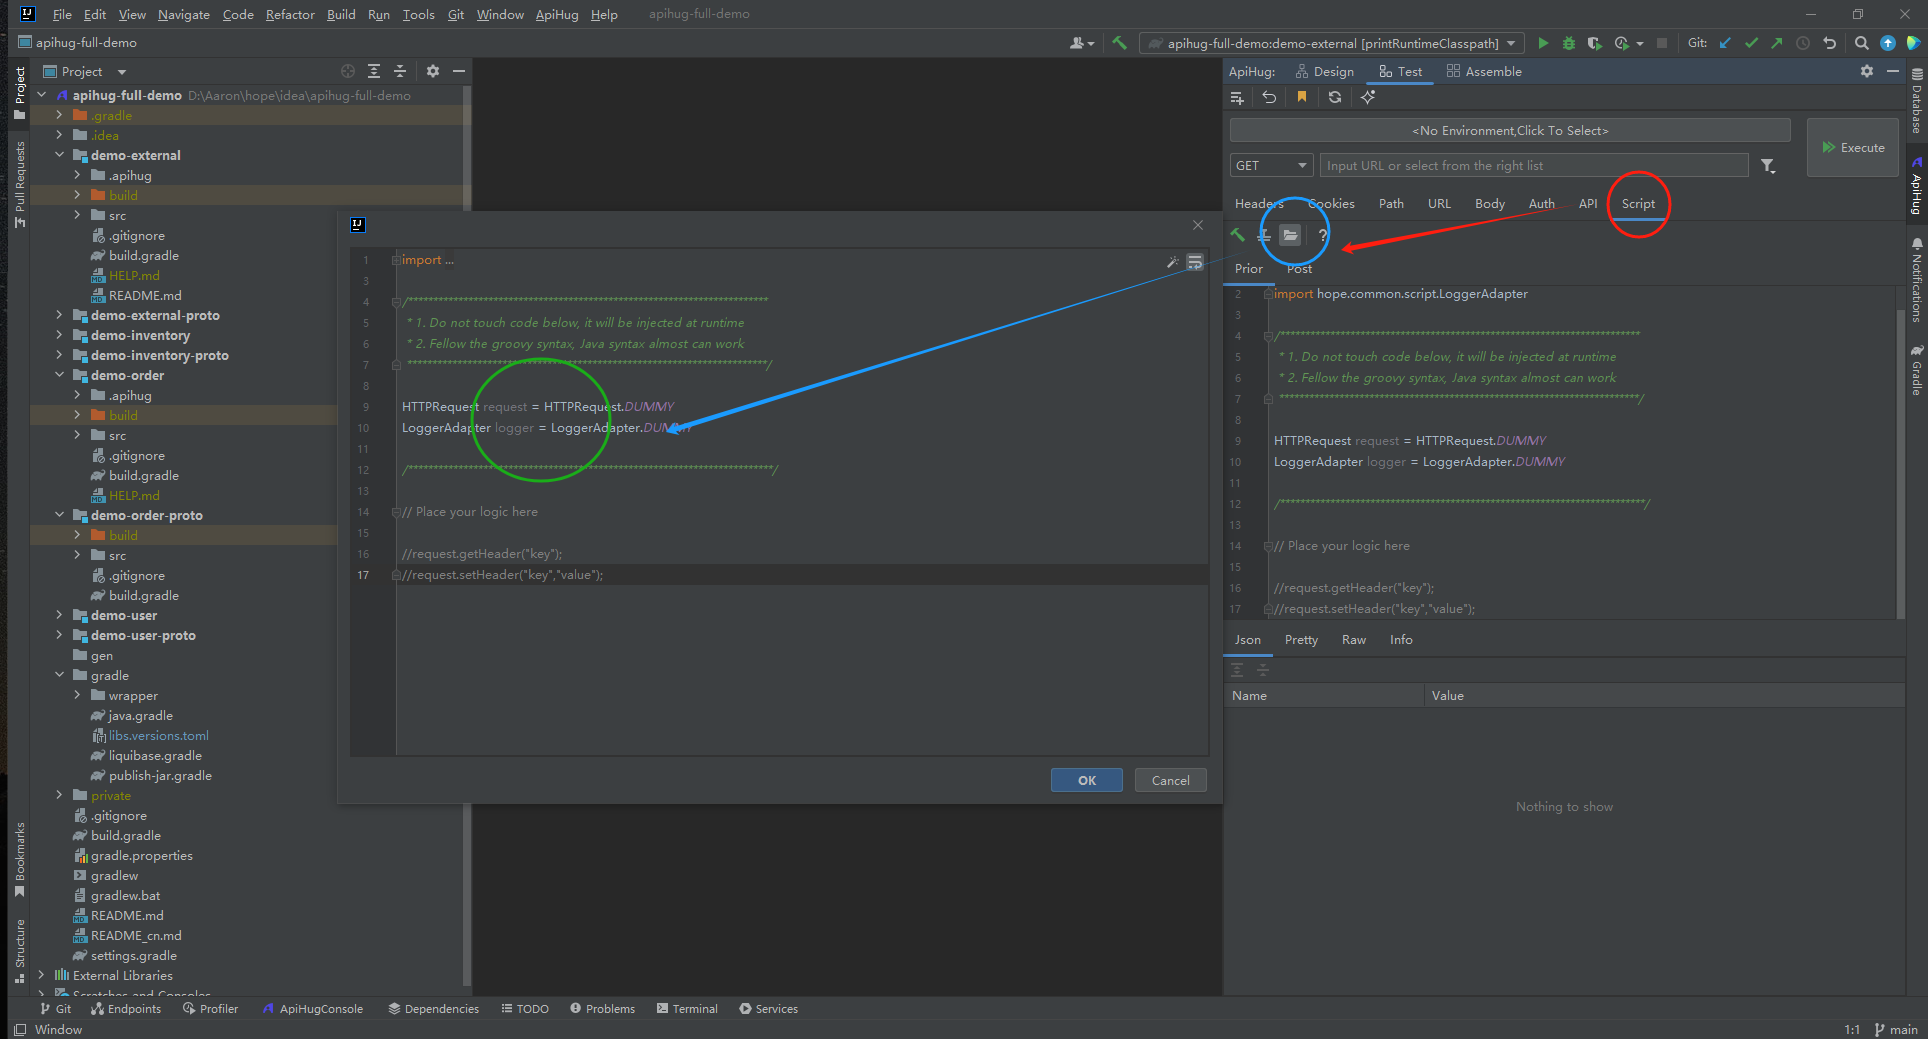 File Edit View Navigate Code Refactor Build Run Tools Git Window ApiHug Help apihug-full-demo
apihug-full-demo
apihug-full-demo:demo-external [printRuntimeClasspath]
Git:
Project
Pull Requests
Bookmarks
Structure
Project
apihug-full-demo D:\Aaron\hope\idea\apihug-full-demo
.gradle
.idea
demo-external
.apihug
build
src
.gitignore
build.gradle
HELP.md
README.md
demo-external-proto
demo-inventory
demo-inventory-proto
demo-order
.apihug
build
src
.gitignore
build.gradle
HELP.md
demo-order-proto
build
src
.gitignore
build.gradle
demo-user
demo-user-proto
gen
gradle
wrapper
java.gradle
libs.versions.toml
liquibase.gradle
publish-jar.gradle
private
.gitignore
build.gradle
gradle.properties
gradlew
gradlew.bat
README.md
README_cn.md
settings.gradle
External Libraries
Scratches and Consoles
1 import ...
3
4 /************************************************************************
5 * 1. Do not touch code below, it will be injected at runtime
6 * 2. Fellow the groovy syntax, Java syntax almost can work
7 ************************************************************************/
8
9 HTTPRequest request = HTTPRequest.DUMMY
10 LoggerAdapter logger = LoggerAdapter.DUMMY
11
12 /*************************************************************************/
13
14 // Place your logic here
15
16 //request.getHeader("key");
17 //request.setHeader("key","value");
OK Cancel
ApiHug: Design Test Assemble
<No Environment,Click To Select>
GET Input URL or select from the right list
Execute
Headers Cookies Path URL Body Auth API Script
?
Prior Post
2 import hope.common.script.LoggerAdapter
3
4 /************************************************************************
5 * 1. Do not touch code below, it will be injected at runtime
6 * 2. Fellow the groovy syntax, Java syntax almost can work
7 ************************************************************************/
8
9 HTTPRequest request = HTTPRequest.DUMMY
10 LoggerAdapter logger = LoggerAdapter.DUMMY
11
12 /*************************************************************************/
13
14 // Place your logic here
15
16 //request.getHeader("key");
17 //request.setHeader("key","value");
Json Pretty Raw Info
Name Value
Nothing to show
Database
ApiHug
Notifications
Gradle
Git Endpoints Profiler ApiHugConsole Dependencies TODO Problems Terminal Services
Window
1:1 main